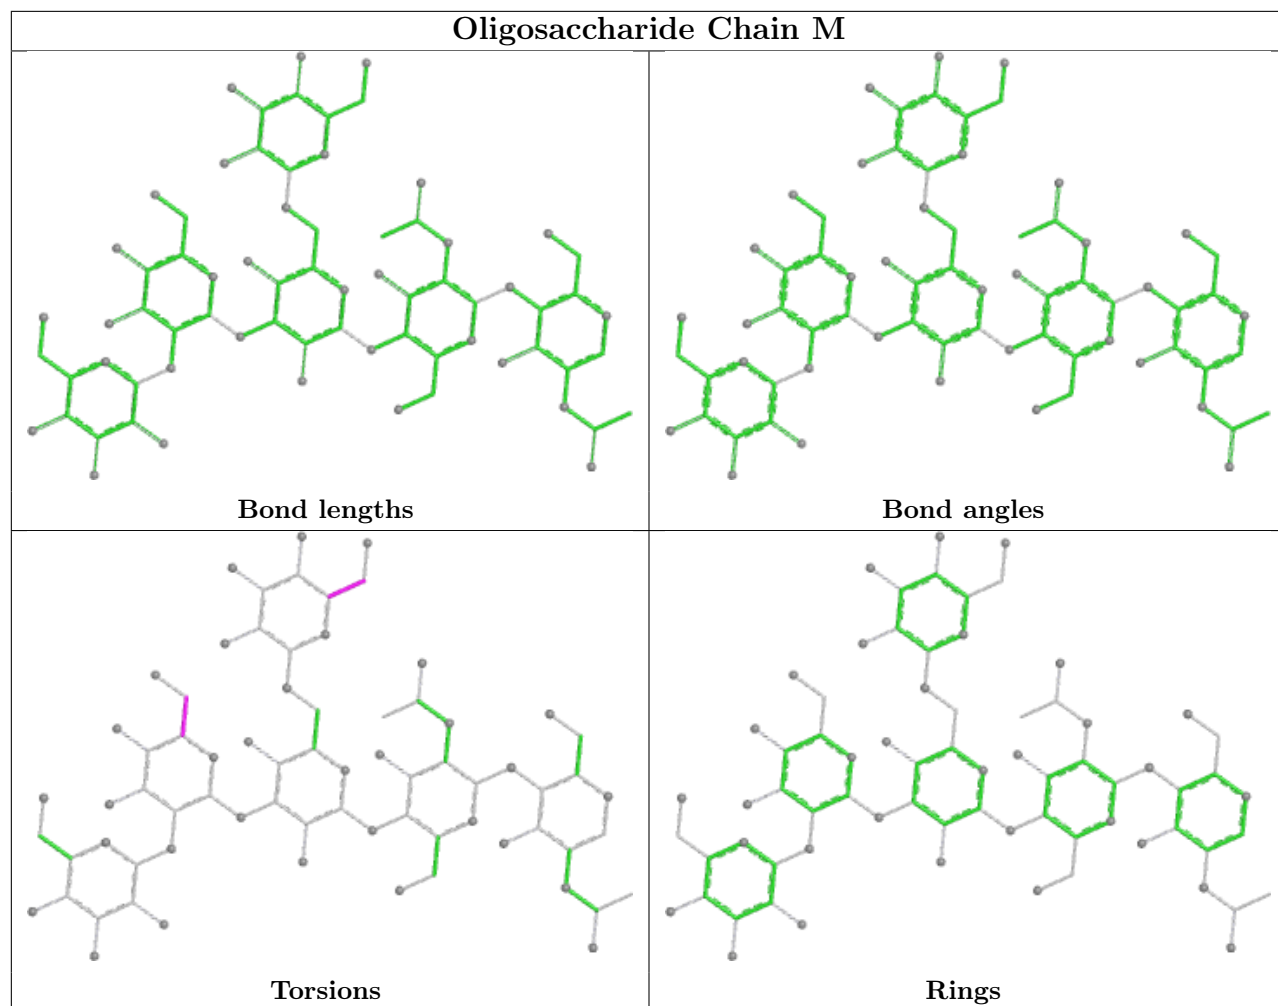 Oligosaccharide Chain M
Bond lengths
Bond angles
Torsions
Rings